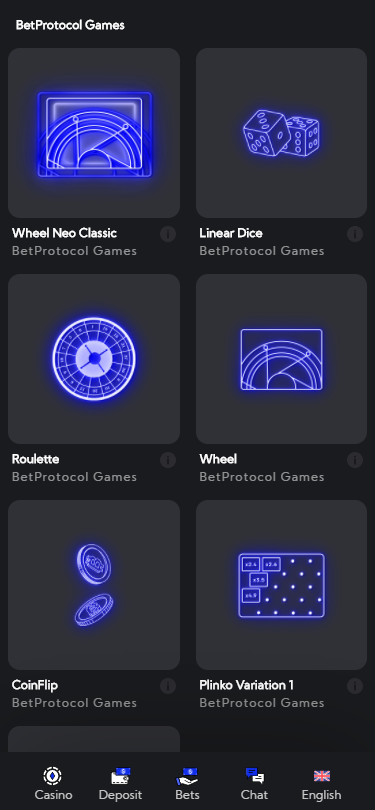 BetProtocol Games
Wheel Neo Classic
BetProtocol Games
Linear Dice
BetProtocol Games
Roulette
BetProtocol Games
Wheel
BetProtocol Games
x2.4 x2.6
x3.8
x4.9
CoinFlip
BetProtocol Games
Plinko Variation 1
BetProtocol Games
Casino
Deposit
Bets
Chat
English